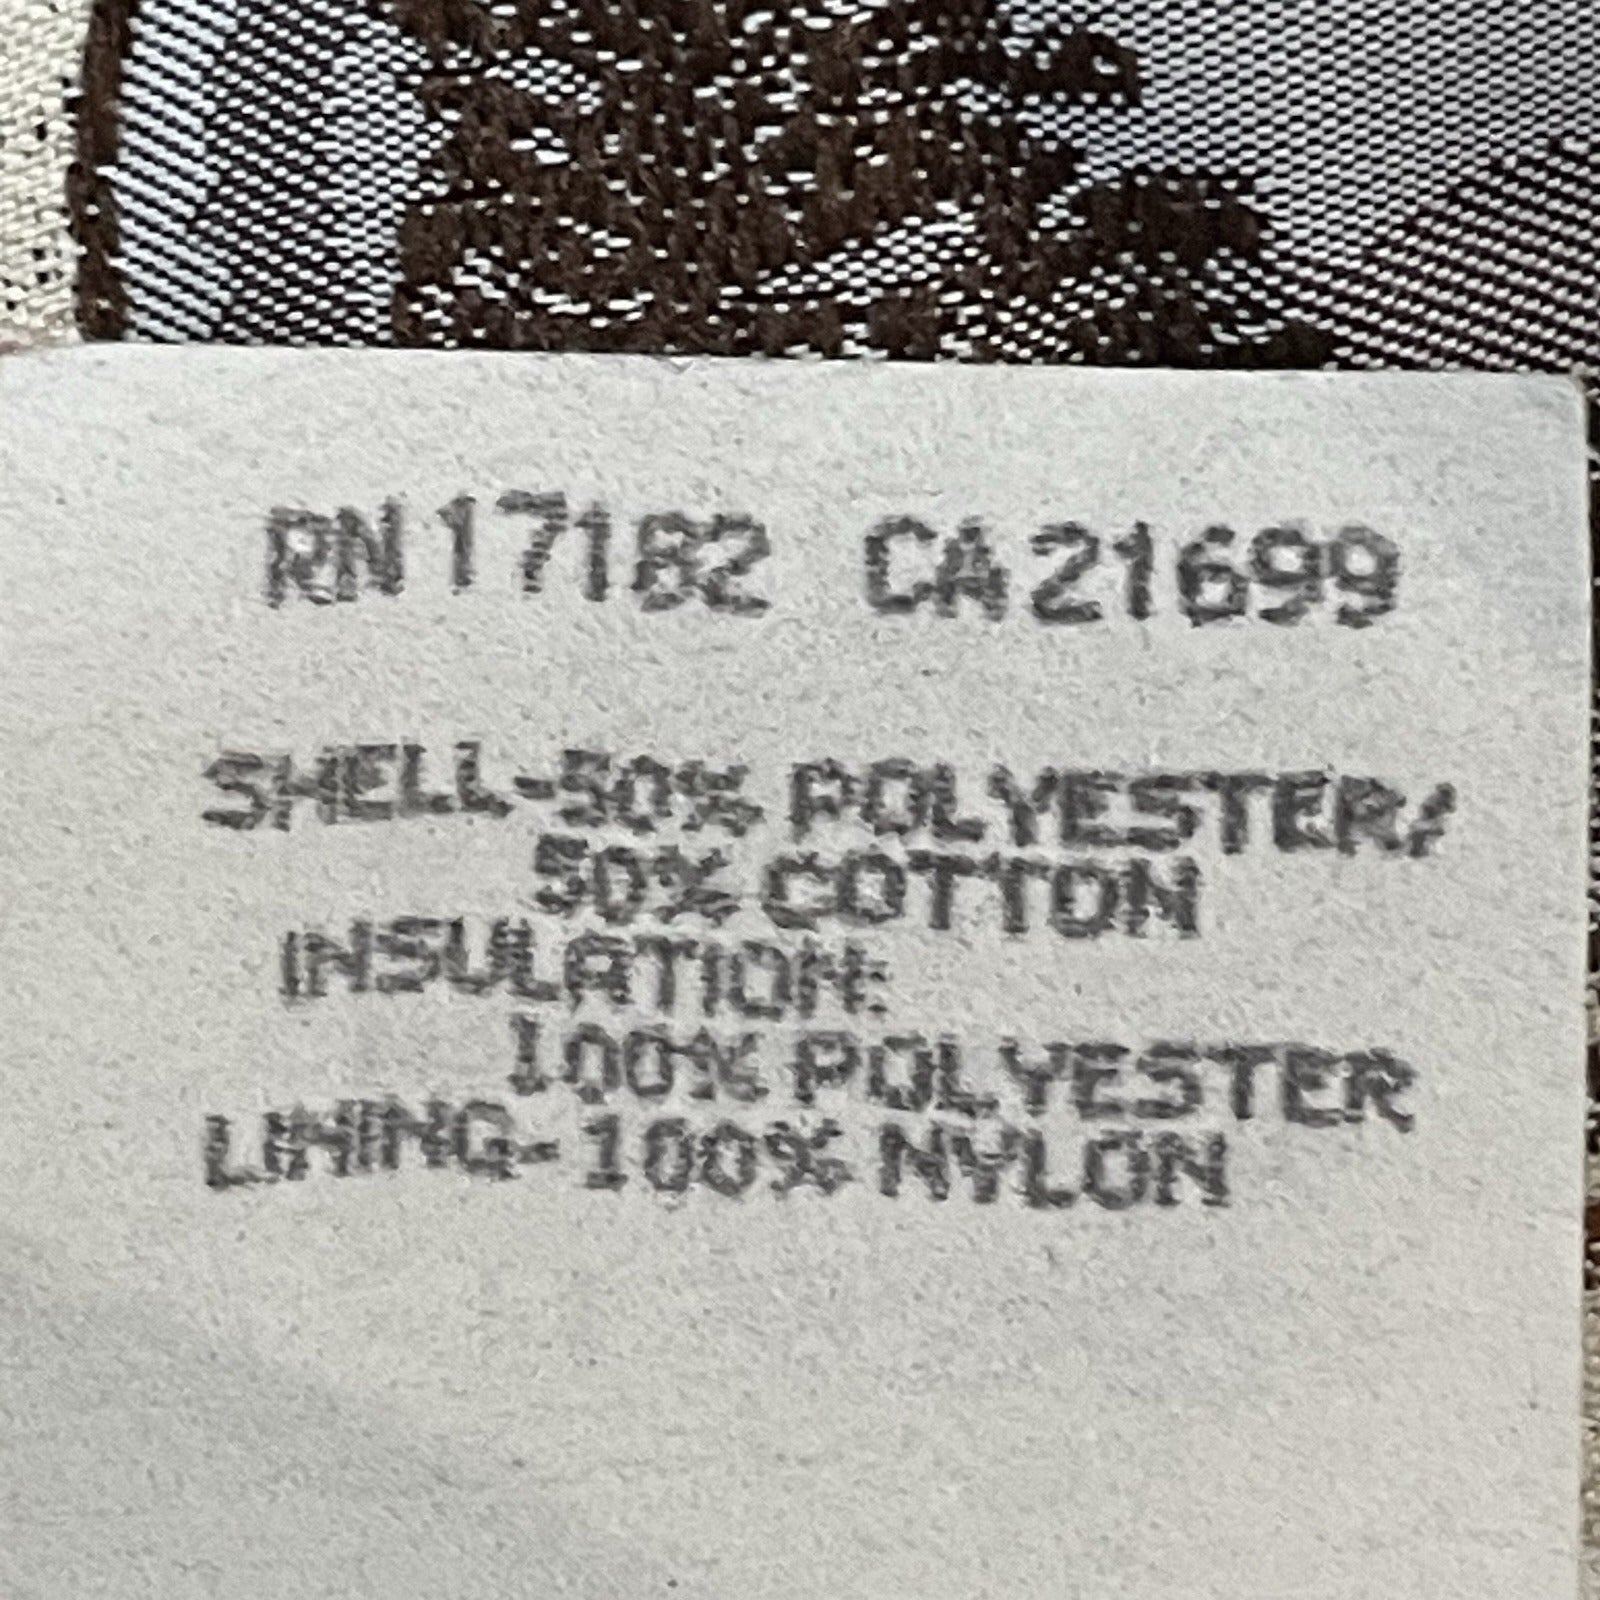 RN 17182 CA 21699
SHELL-50% POLYESTER/
50% COTTON
INSULATION:
100% POLYESTER
LINING-100% NYLON